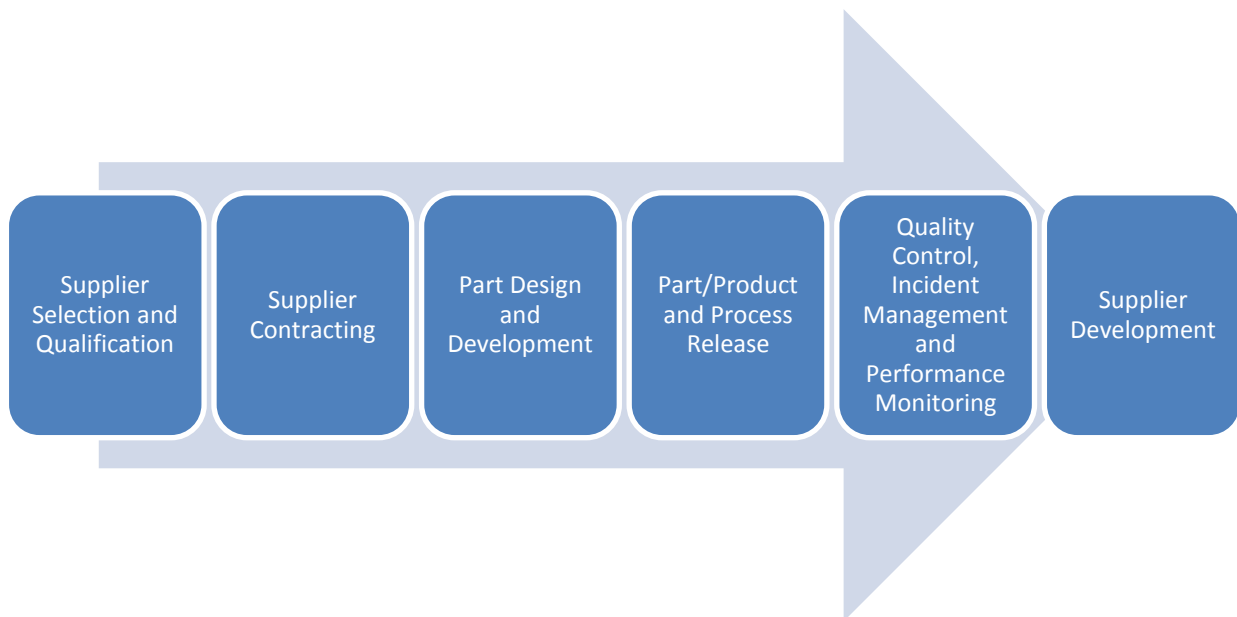 Supplier
Selection and
Qualification
Supplier
Contracting
Part Design
and
Development
Part/Product
and Process
Release
Quality
Control,
Incident
Management
and
Performance
Monitoring
Supplier
Development